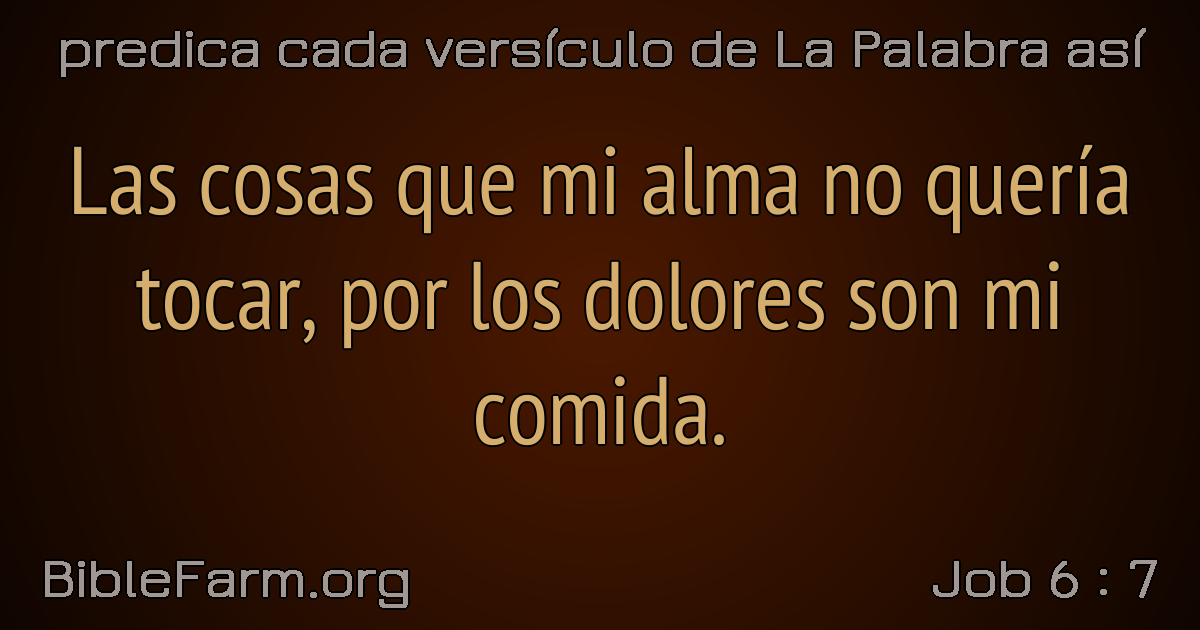 predica cada versículo de La Palabra así
Las cosas que mi alma no quería
tocar, por los dolores son mi
comida.
BibleFarm.org
Job 6 : 7